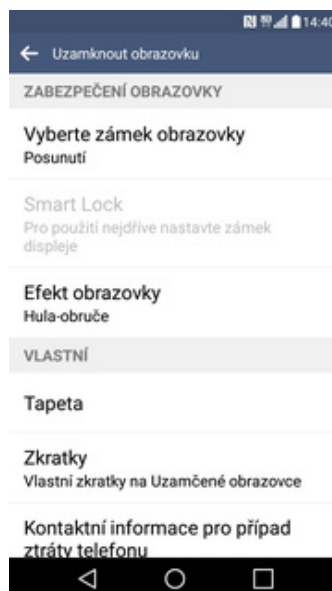 14:40
Uzamknout obrazovku
ZABEZPEČENÍ OBRAZOVKY
Vyberte zámek obrazovky
Posunutí
Smart Lock
Pro použití nejdříve nastavte zámek
displeje
Efekt obrazovky
Hula-obruče
VLASTNÍ
Tapeta
Zkratky
Vlastní zkratky na Uzamčené obrazovce
Kontaktní informace pro případ
ztráty telefonu